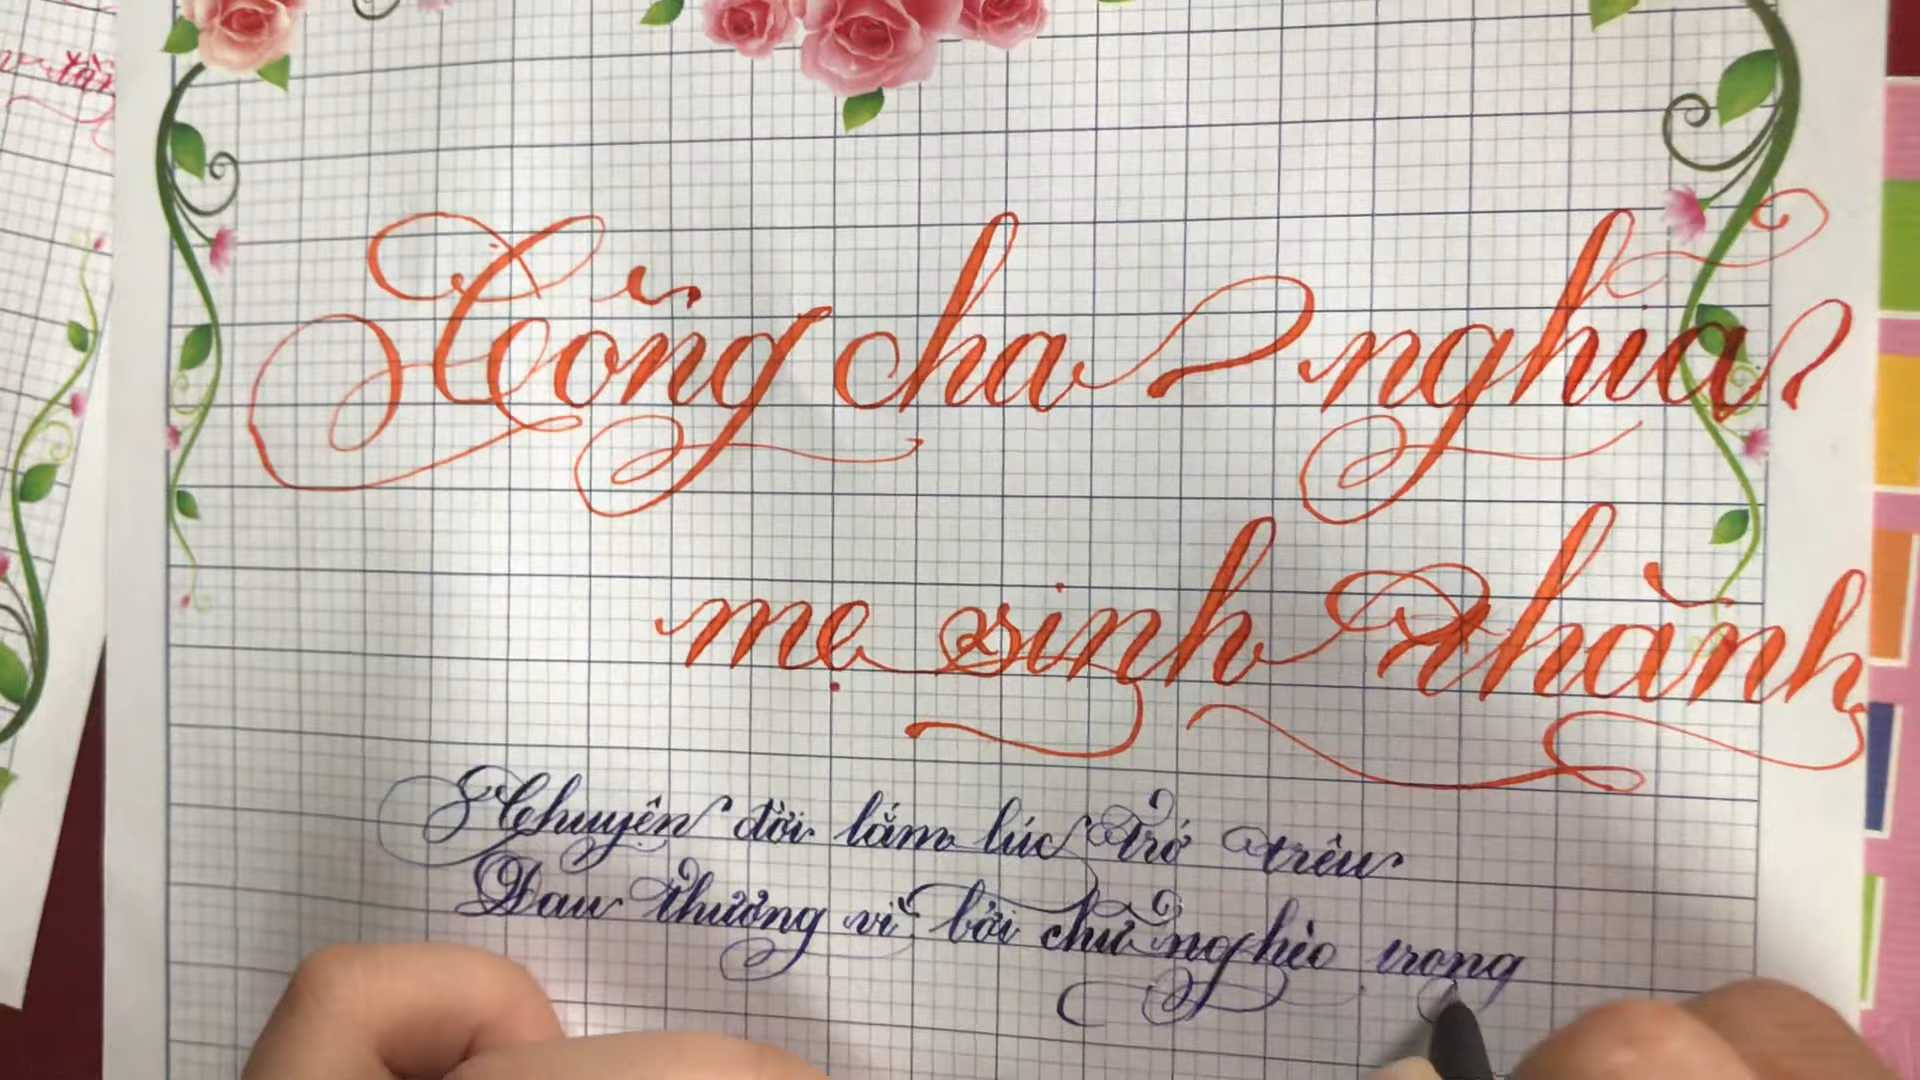 Công cha nghĩa
mẹ sinh thành
Chuyện đời lắm lúc trớ trêu
Đau thương vì bởi chữ nghèo trong